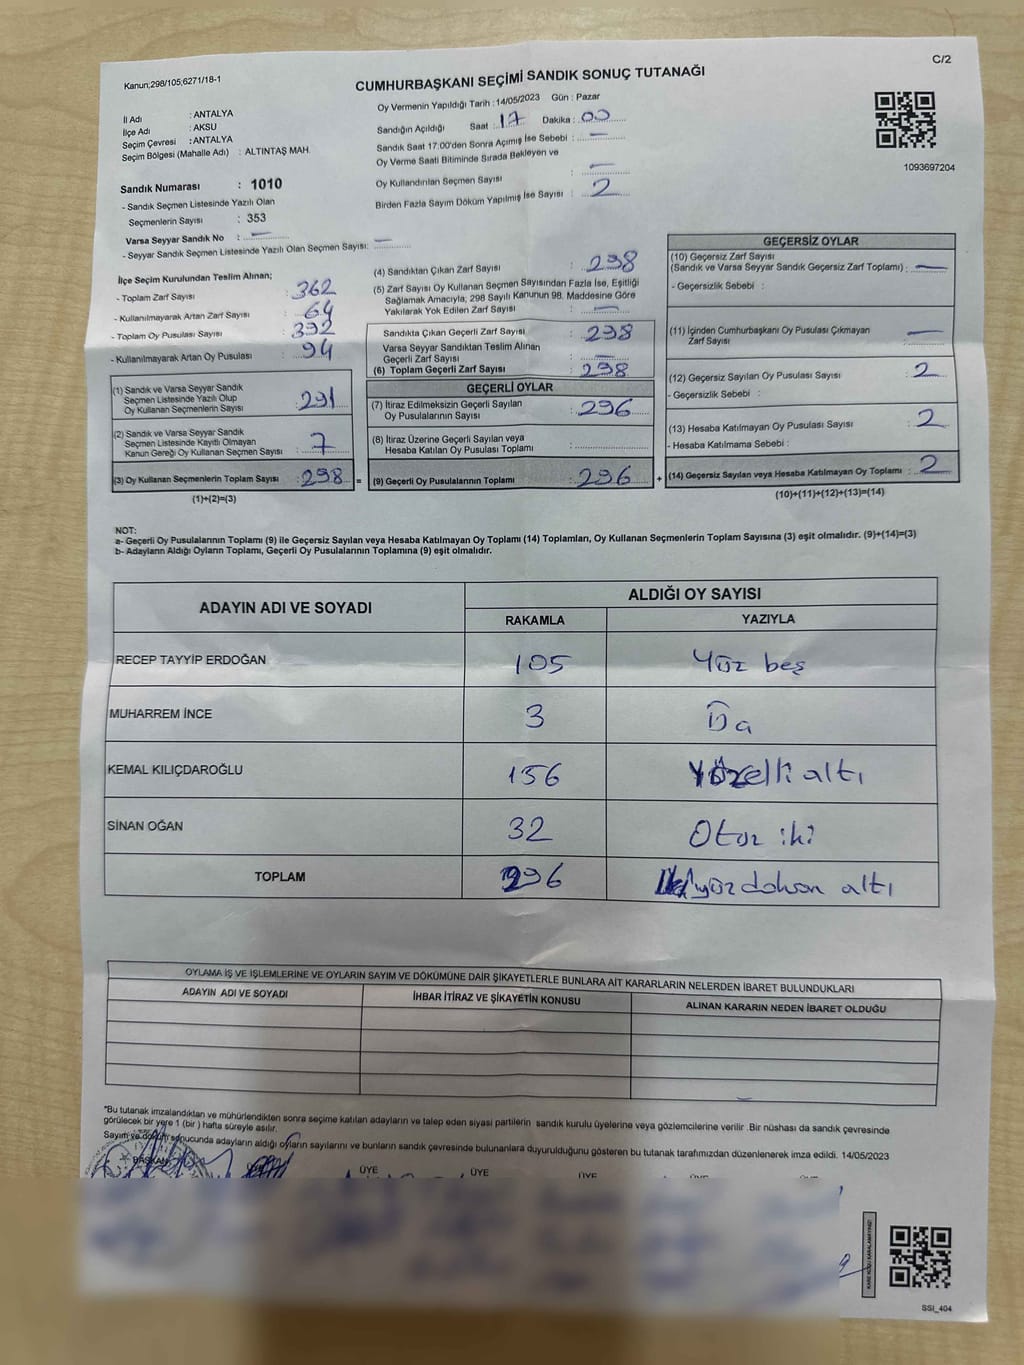 Kanun;298/105;6271/18-1
C/2
CUMHURBAŞKANI SEÇİMİ SANDIK SONUÇ TUTANAĞI
1093697204
İl Adı : ANTALYA
İlçe Adı : AKSU
Seçim Çevresi : ANTALYA
Seçim Bölgesi (Mahalle Adı) : ALTINTAŞ MAH.
Sandık Numarası : 1010
- Sandık Seçmen Listesinde Yazılı Olan
Seçmenlerin Sayısı : 353
Varsa Seyyar Sandık No : —
- Seyyar Sandık Seçmen Listesinde Yazılı Olan Seçmen Sayısı: —
Oy Vermenin Yapıldığı Tarih : 14/05/2023 Gün : Pazar
Sandığın Açıldığı Saat : 17 Dakika : 00
Sandık Saat 17:00'den Sonra Açımış İse Sebebi : —
Oy Verme Saati Bitiminde Sırada Bekleyen ve
Oy Kullandırılan Seçmen Sayısı : —
Birden Fazla Sayım Döküm Yapılmış İse Sayısı : 2
İlçe Seçim Kurulundan Teslim Alınan;
- Toplam Zarf Sayısı : 362
- Kullanılmayarak Artan Zarf Sayısı : 64
- Toplam Oy Pusulası Sayısı : 392
- Kullanılmayarak Artan Oy Pusulası : 94
(1) Sandık ve Varsa Seyyar Sandık
Seçmen Listesinde Yazılı Olup
Oy Kullanan Seçmenlerin Sayısı : 291
(2) Sandık ve Varsa Seyyar Sandık
Seçmen Listesinde Kayıtlı Olmayan
Kanun Gereği Oy Kullanan Seçmen Sayısı : 7
(3) Oy Kullanan Seçmenlerin Toplam Sayısı : 298 =
(1)+(2)=(3)
(4) Sandıktan Çıkan Zarf Sayısı : 298
(5) Zarf Sayısı Oy Kullanan Seçmen Sayısından Fazla İse, Eşitliği
Sağlamak Amacıyla, 298 Sayılı Kanunun 98. Maddesine Göre
Yakılarak Yok Edilen Zarf Sayısı : —
Sandıkta Çıkan Geçerli Zarf Sayısı : 298
Varsa Seyyar Sandıktan Teslim Alınan
Geçerli Zarf Sayısı : —
(6) Toplam Geçerli Zarf Sayısı : 298
GEÇERLİ OYLAR
(7) İtiraz Edilmeksizin Geçerli Sayılan
Oy Pusulalarının Sayısı : 296
(8) İtiraz Üzerine Geçerli Sayılan veya
Hesaba Katılan Oy Pusulası Toplamı :
(9) Geçerli Oy Pusulalarının Toplamı : 296 +
GEÇERSİZ OYLAR
(10) Geçersiz Zarf Sayısı
(Sandık ve Varsa Seyyar Sandık Geçersiz Zarf Toplamı) : —
- Geçersizlik Sebebi :
(11) İçinden Cumhurbaşkanı Oy Pusulası Çıkmayan
Zarf Sayısı : —
(12) Geçersiz Sayılan Oy Pusulası Sayısı : 2
- Geçersizlik Sebebi :
(13) Hesaba Katılmayan Oy Pusulası Sayısı : 2
- Hesaba Katılmama Sebebi :
(14) Geçersiz Sayılan veya Hesaba Katılmayan Oy Toplamı : 2
(10)+(11)+(12)+(13)=(14)
NOT:
a- Geçerli Oy Pusulalarının Toplamı (9) ile Geçersiz Sayılan veya Hesaba Katılmayan Oy Toplamı (14) Toplamları, Oy Kullanan Seçmenlerin Toplam Sayısına (3) eşit olmalıdır. (9)+(14)=(3)
b- Adayların Aldığı Oyların Toplamı, Geçerli Oy Pusulalarının Toplamına (9) eşit olmalıdır.
ADAYIN ADI VE SOYADI ALDIĞI OY SAYISI
RAKAMLA YAZIYLA
RECEP TAYYİP ERDOĞAN 105 Yüz beş
MUHARREM İNCE 3
KEMAL KILIÇDAROĞLU 156 Yüzelli altı
SİNAN OĞAN 32 Otuz iki
TOPLAM 296 İkiyüzdoksan altı
OYLAMA İŞ VE İŞLEMLERİNE VE OYLARIN SAYIM VE DÖKÜMÜNE DAİR ŞİKAYETLERLE BUNLARA AİT KARARLARIN NELERDEN İBARET BULUNDUKLARI
ADAYIN ADI VE SOYADI İHBAR İTİRAZ VE ŞİKAYETİN KONUSU ALINAN KARARIN NEDEN İBARET OLDUĞU
*Bu tutanak imzalandıktan ve mühürlendikten sonra seçime katılan adayların ve talep eden siyasi partilerin sandık kurulu üyelerine veya gözlemcilerine verilir .Bir nüshası da sandık çevresinde
görülecek bir yere 1 (bir ) hafta süreyle asılır.
Sayım ve döküm sonucunda adayların aldığı oyların sayılarını ve bunların sandık çevresinde bulunanlara duyurulduğunu gösteren bu tutanak tarafımızdan düzenlenerek imza edildi. 14/05/2023
BAŞKAN ÜYE ÜYE ÜYE ÜYE ÜYE
SSI_404